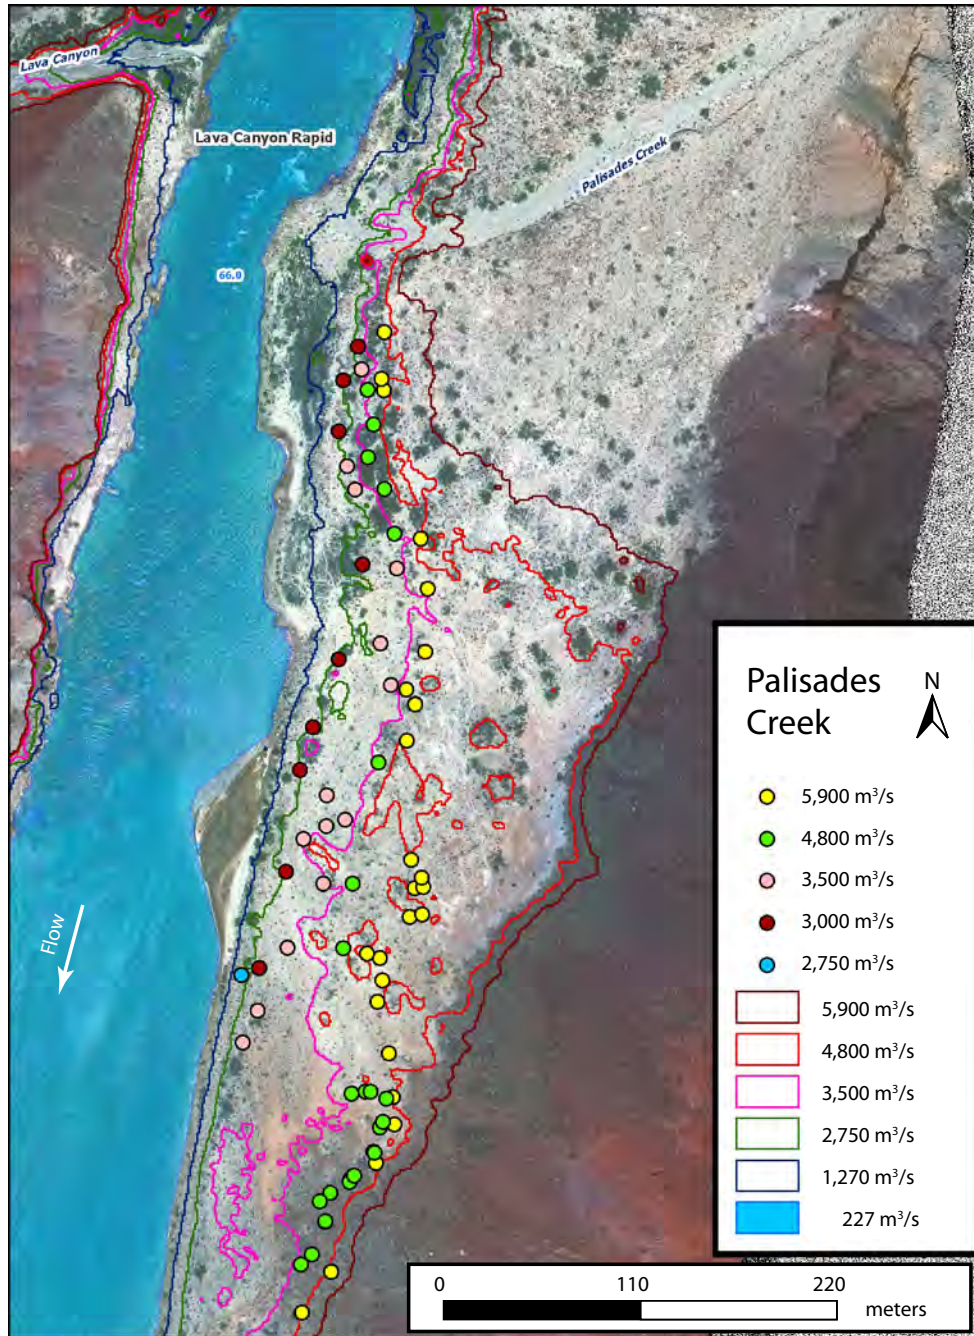 Lava Canyon
Lava Canyon Rapid
Palisades Creek
66.0
Flow
Palisades
Creek
N
5,900 m³/s
4,800 m³/s
3,500 m³/s
3,000 m³/s
2,750 m³/s
5,900 m³/s
4,800 m³/s
3,500 m³/s
2,750 m³/s
1,270 m³/s
227 m³/s
0 110 220
meters